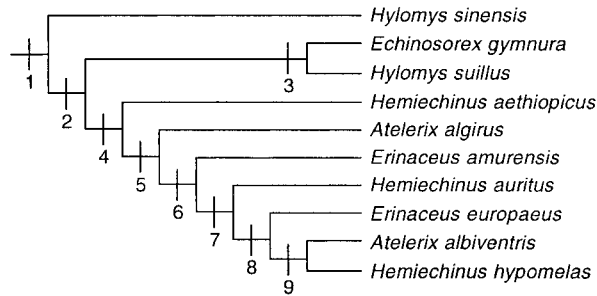 Hylomys sinensis
Echinosorex gymnura
1
3
Hylomys suillus
2
Hemiechinus aethiopicus
4
Atelerix algirus
5
Erinaceus amurensis
6
Hemiechinus auritus
7
Erinaceus europaeus
8
Atelerix albiventris
9
Hemiechinus hypomelas